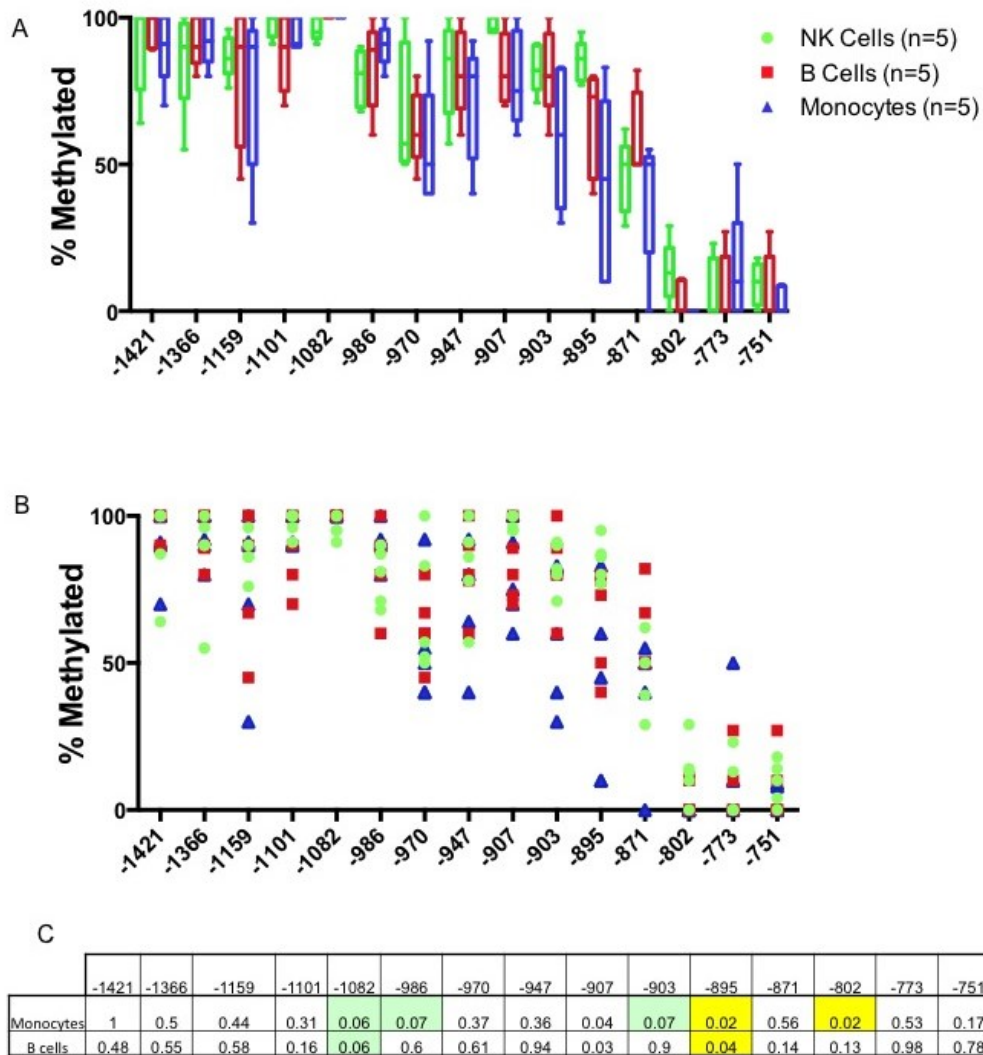 A
% Methylated
100
50
0
-1421 -1366 -1159 -1101 -1082 -986 -970 -947 -907 -903 -895 -871 -802 -773 -751
NK Cells (n=5)
B Cells (n=5)
Monocytes (n=5)
B
% Methylated
100
50
0
-1421 -1366 -1159 -1101 -1082 -986 -970 -947 -907 -903 -895 -871 -802 -773 -751
C
-1421 -1366 -1159 -1101 -1082 -986 -970 -947 -907 -903 -895 -871 -802 -773 -751
Monocytes 1 0.5 0.44 0.31 0.06 0.07 0.37 0.36 0.04 0.07 0.02 0.56 0.02 0.53 0.17
B cells 0.48 0.55 0.58 0.16 0.06 0.6 0.61 0.94 0.03 0.9 0.04 0.14 0.13 0.98 0.78